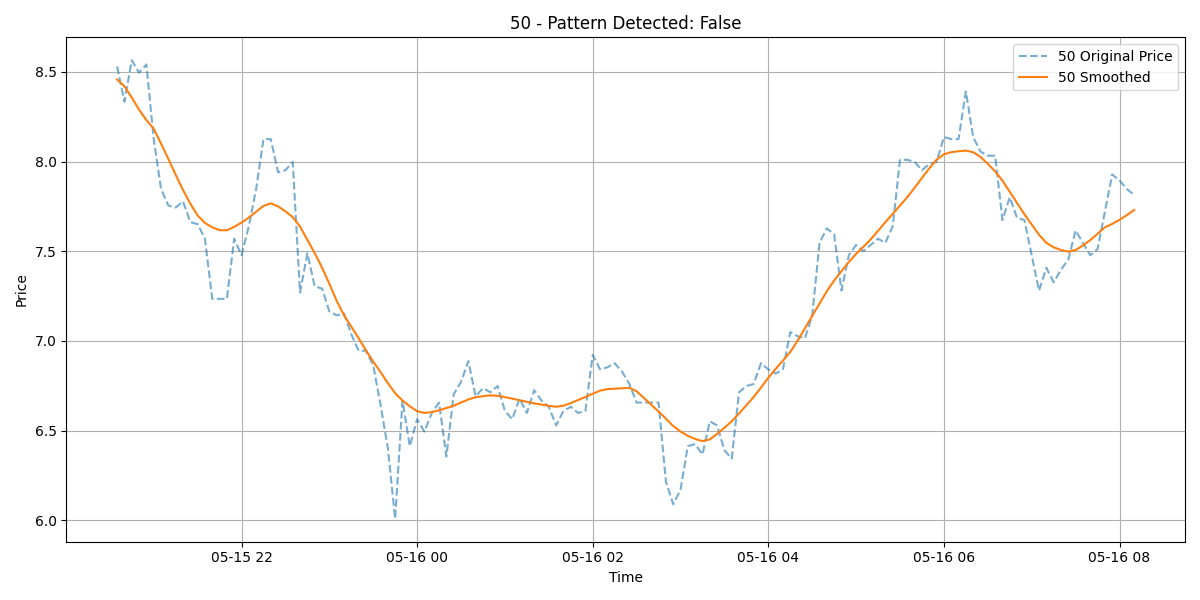 50 - Pattern Detected: False
50 Original Price
50 Smoothed
Price
8.5
8.0
7.5
7.0
6.5
6.0
05-15 22
05-16 00
05-16 02
05-16 04
05-16 06
05-16 08
Time